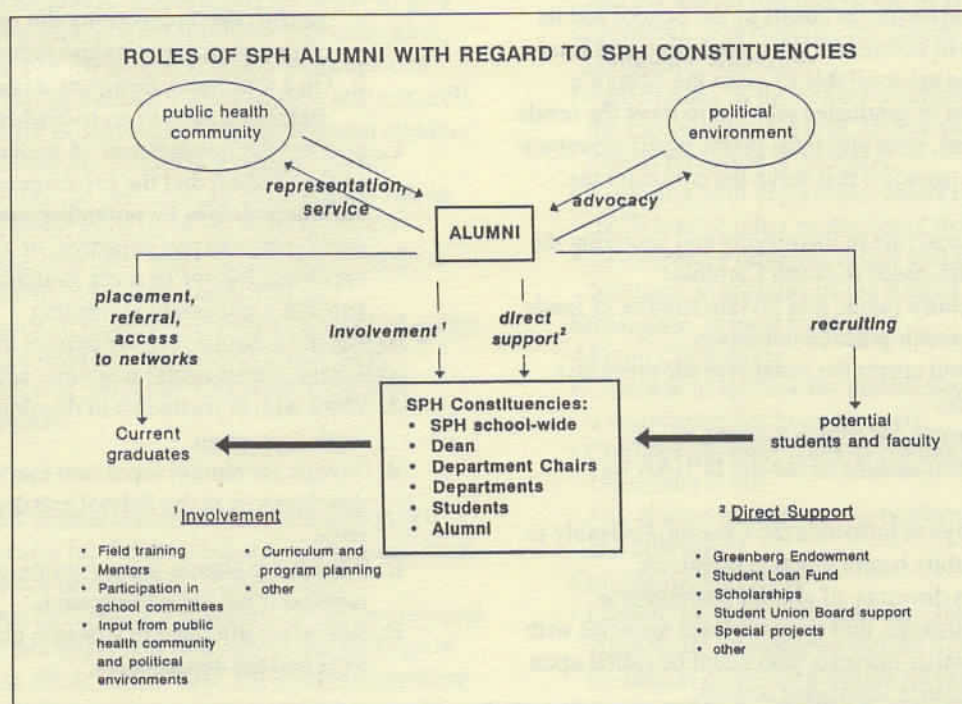 ROLES OF SPH ALUMNI WITH REGARD TO SPH CONSTITUENCIES
public health
community
political
environment
representation,
service
advocacy
ALUMNI
placement,
referral,
access
to networks
Involvement¹
direct
support²
recruiting
SPH Constituencies:
• SPH school-wide
• Dean
• Department Chairs
• Departments
• Students
• Alumni
Current
graduates
potential
students and faculty
¹ Involvement
• Field training
• Mentors
• Participation in
school committees
• Input from public
health community
and political
environments
• Curriculum and
program planning
• other
² Direct Support
• Greenberg Endowment
• Student Loan Fund
• Scholarships
• Student Union Board support
• Special projects
• other